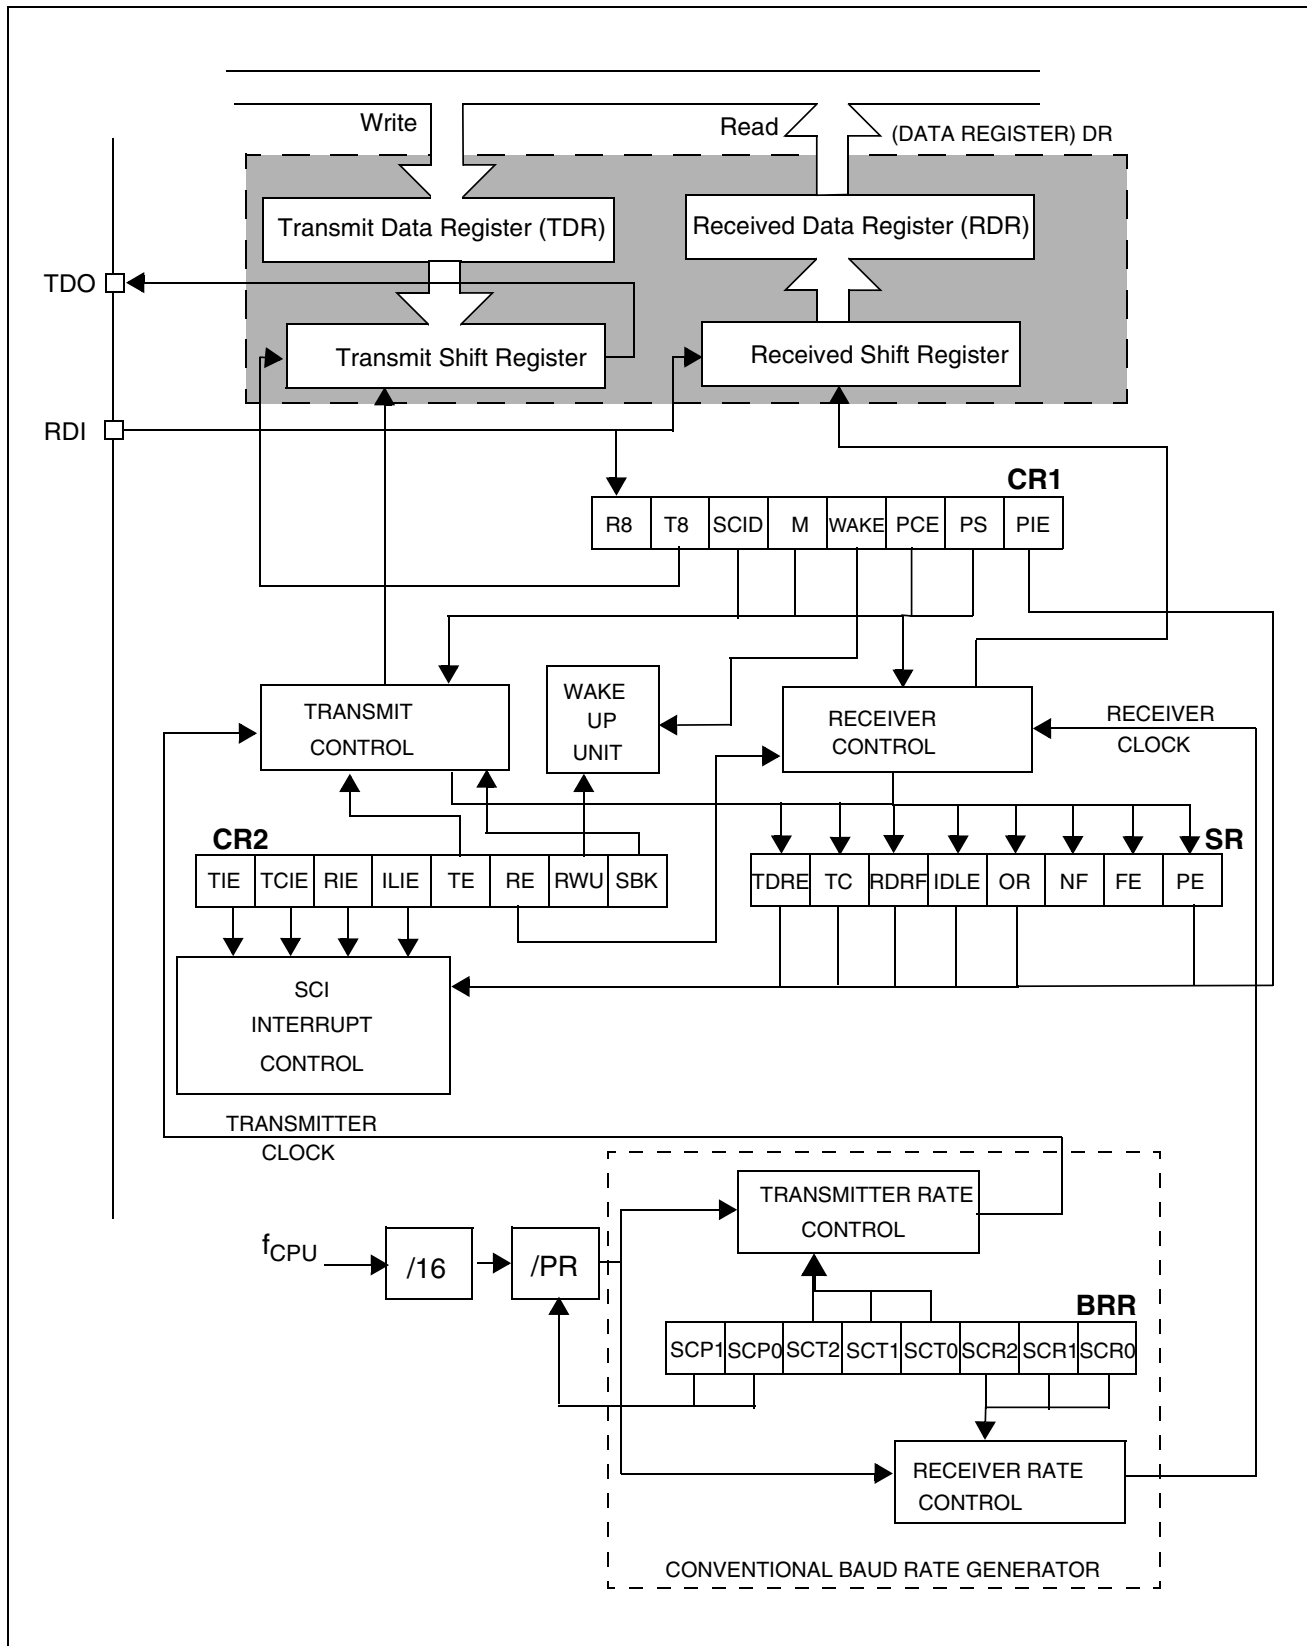 Write
Read
(DATA REGISTER) DR
Transmit Data Register (TDR)
Received Data Register (RDR)
TDO
Transmit Shift Register
Received Shift Register
RDI
CR1
R8 T8 SCID M WAKE PCE PS PIE
TRANSMIT
CONTROL
WAKE
UP
UNIT
RECEIVER
CONTROL
RECEIVER
CLOCK
CR2
TIE TCIE RIE ILIE TE RE RWU SBK
SR
TDRE TC RDRF IDLE OR NF FE PE
SCI
INTERRUPT
CONTROL
TRANSMITTER
CLOCK
TRANSMITTER RATE
CONTROL
fCPU
/16
/PR
BRR
SCP1 SCP0 SCT2 SCT1 SCT0 SCR2 SCR1 SCR0
RECEIVER RATE
CONTROL
CONVENTIONAL BAUD RATE GENERATOR